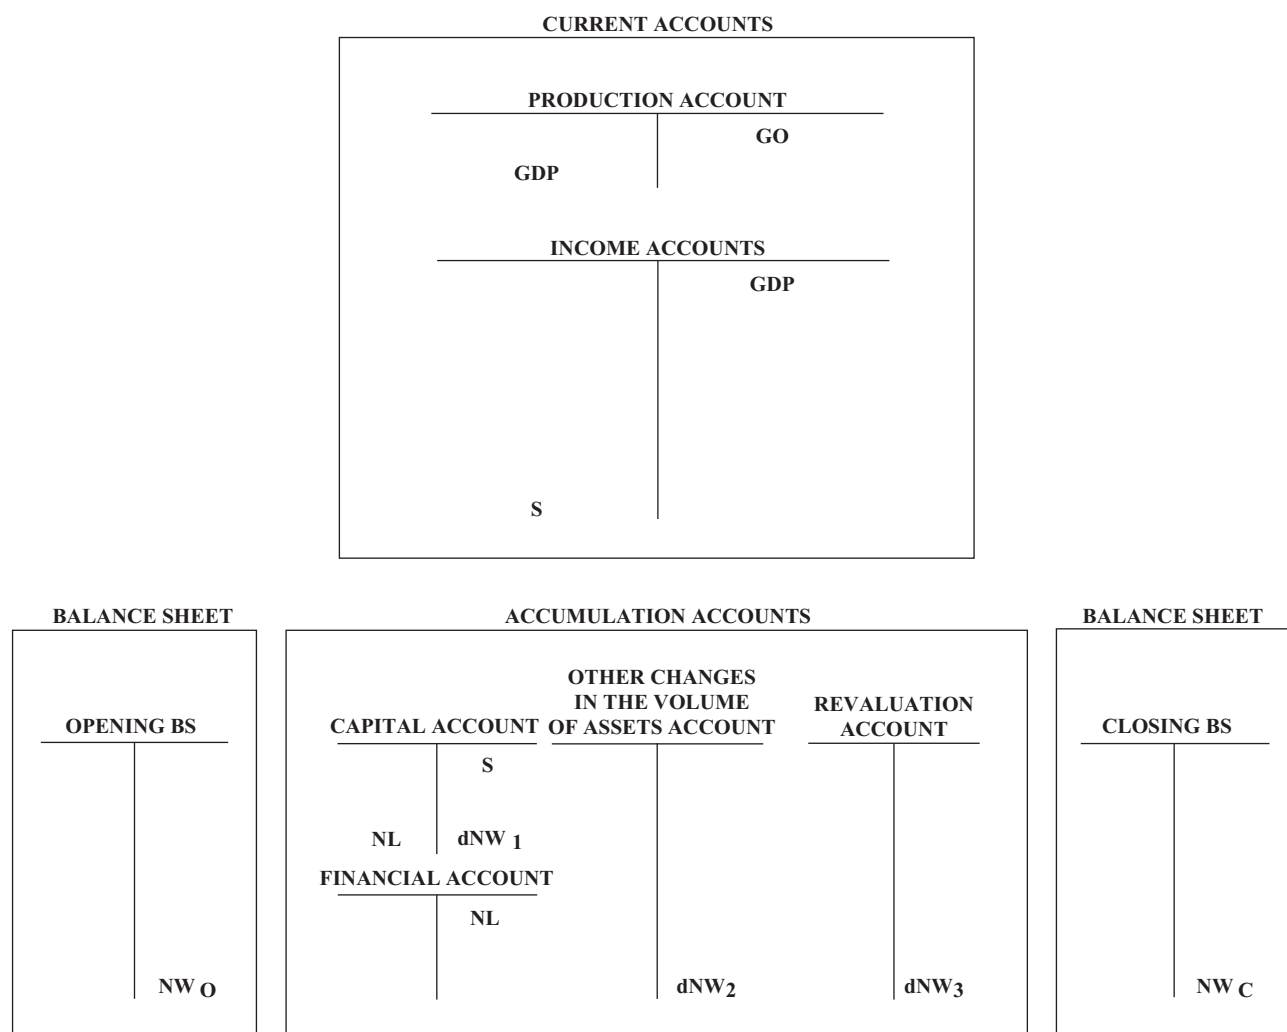 CURRENT ACCOUNTS
PRODUCTION ACCOUNT
GO
GDP
INCOME ACCOUNTS
GDP
S
BALANCE SHEET
OPENING BS
NW O
ACCUMULATION ACCOUNTS
CAPITAL ACCOUNT
S
NL dNW 1
FINANCIAL ACCOUNT
NL
OTHER CHANGES
IN THE VOLUME
OF ASSETS ACCOUNT
dNW2
REVALUATION
ACCOUNT
dNW3
BALANCE SHEET
CLOSING BS
NW C